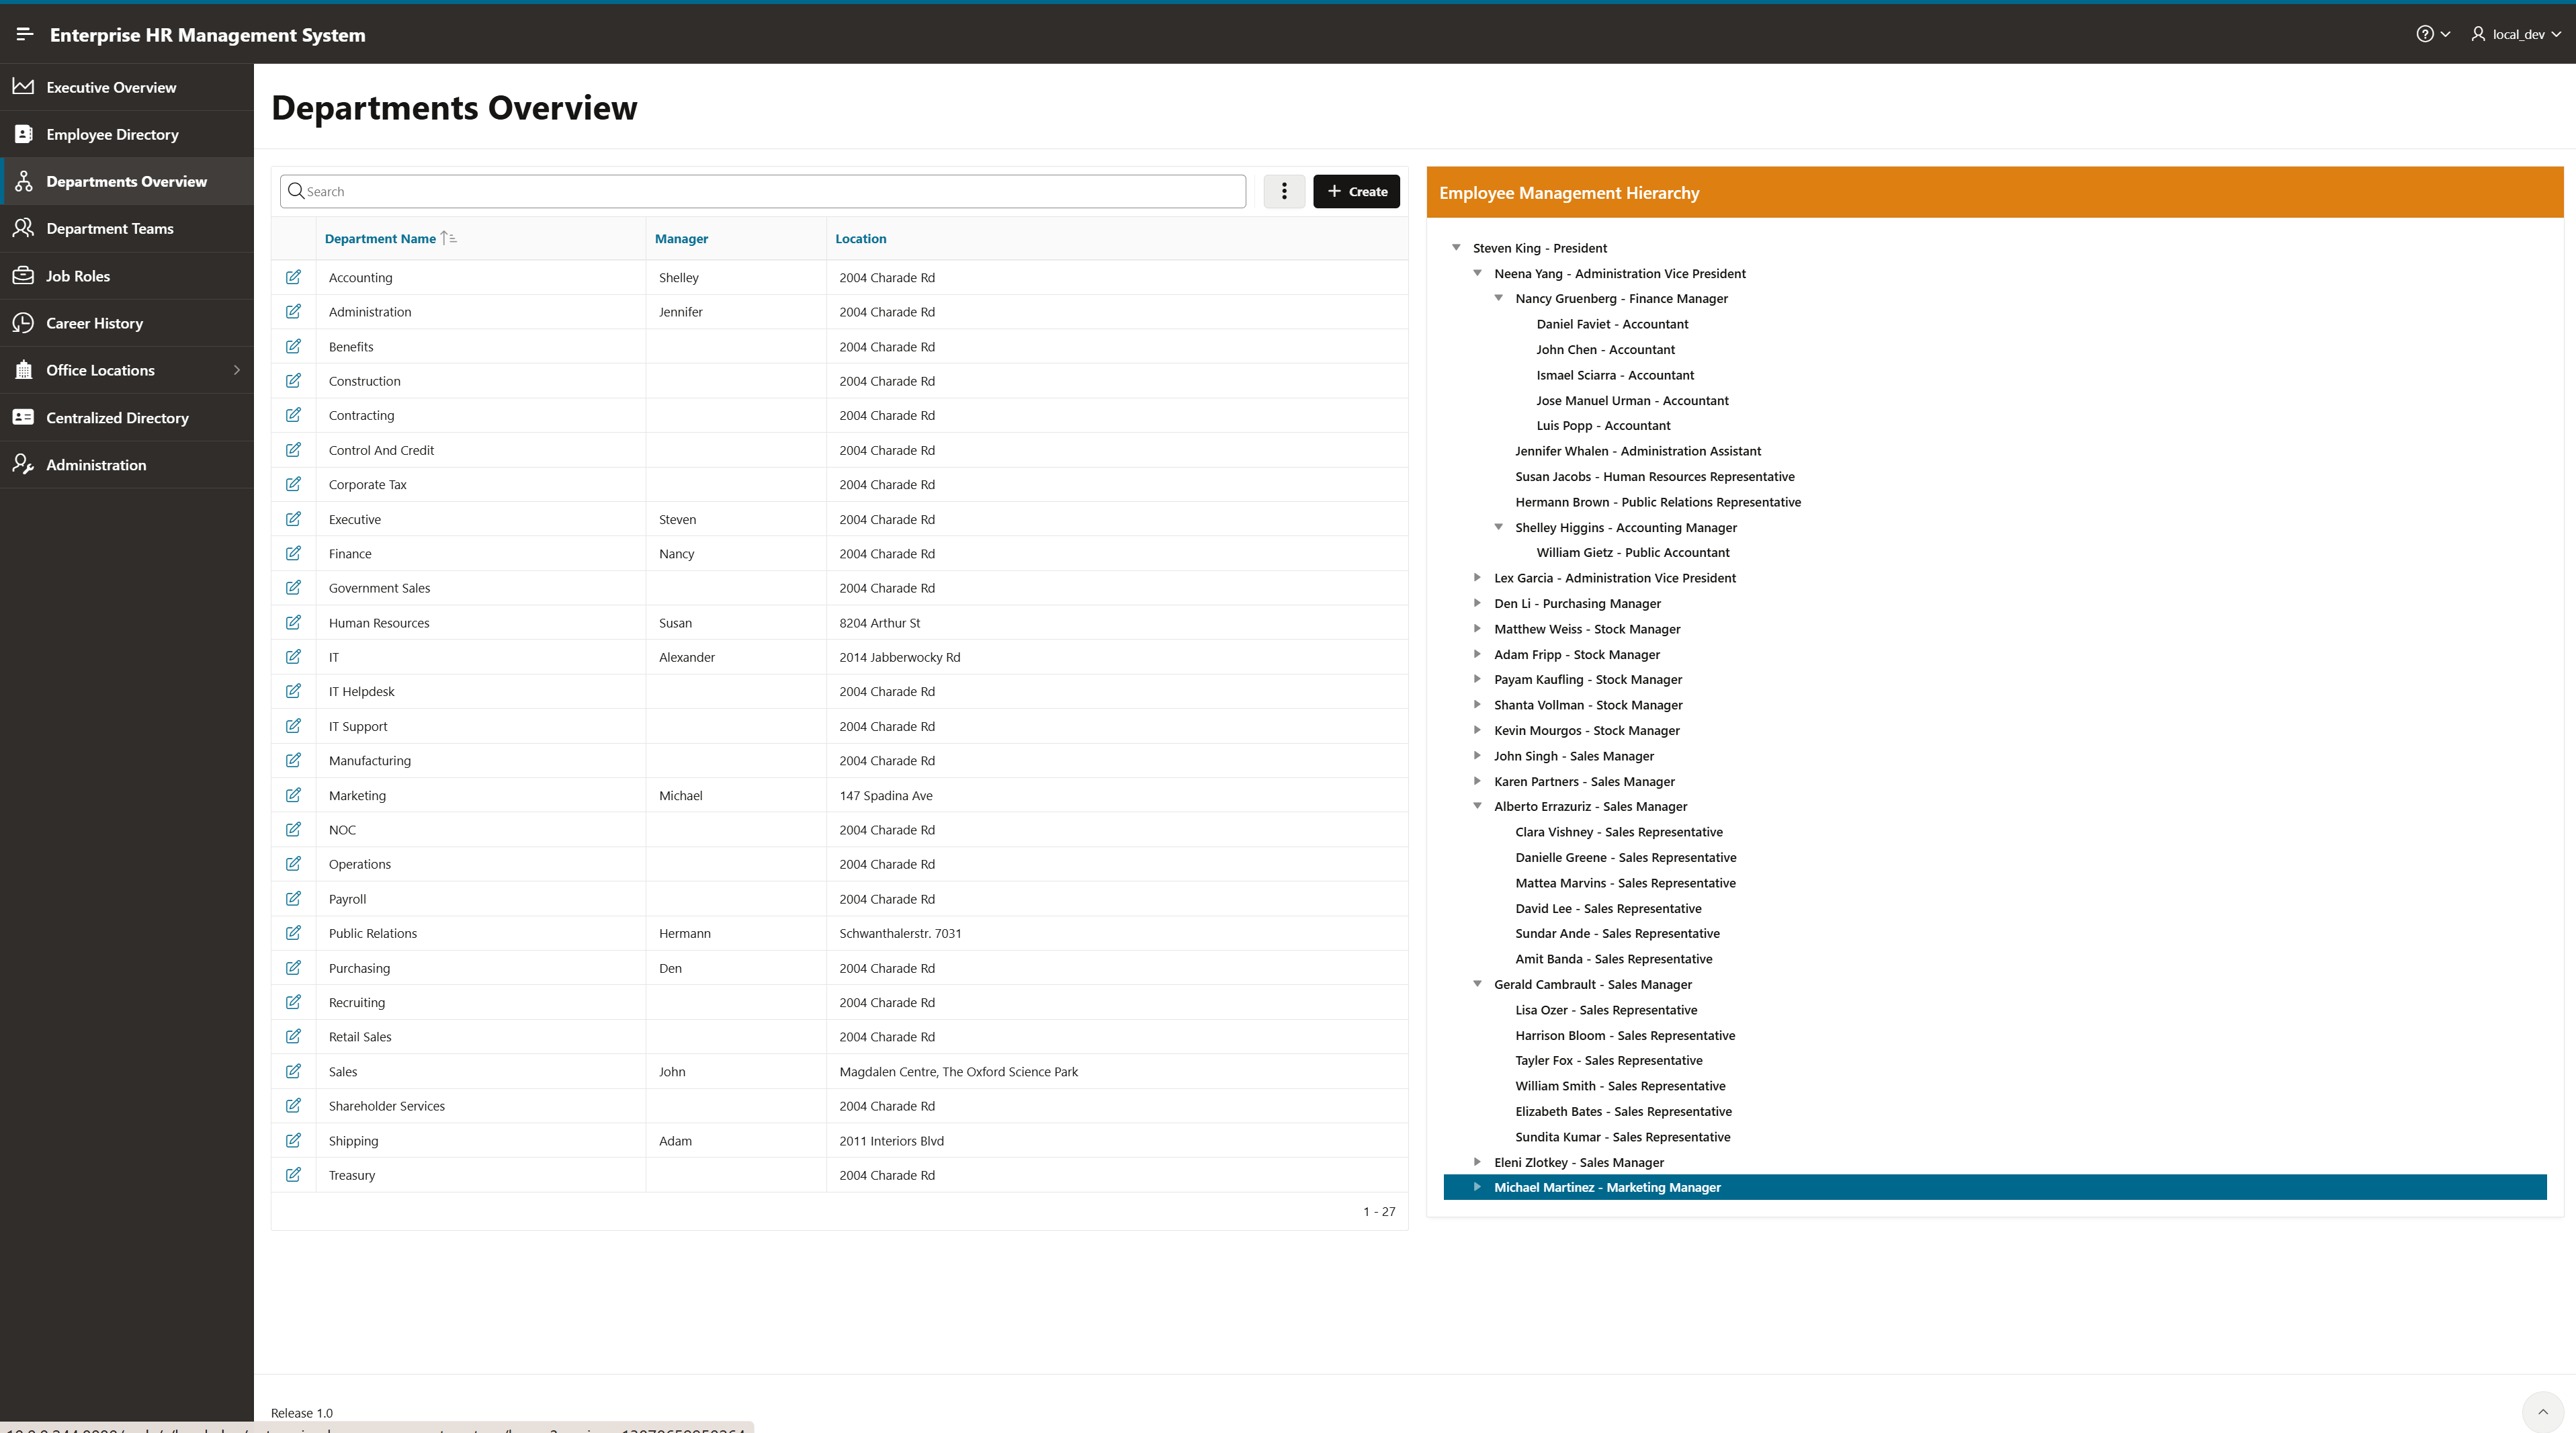 Enterprise HR Management System
local_dev
Executive Overview
Employee Directory
Departments Overview
Department Teams
Job Roles
Career History
Office Locations
Centralized Directory
Administration
Departments Overview
Search
Create
Department Name Manager Location
Accounting Shelley 2004 Charade Rd
Administration Jennifer 2004 Charade Rd
Benefits 2004 Charade Rd
Construction 2004 Charade Rd
Contracting 2004 Charade Rd
Control And Credit 2004 Charade Rd
Corporate Tax 2004 Charade Rd
Executive Steven 2004 Charade Rd
Finance Nancy 2004 Charade Rd
Government Sales 2004 Charade Rd
Human Resources Susan 8204 Arthur St
IT Alexander 2014 Jabberwocky Rd
IT Helpdesk 2004 Charade Rd
IT Support 2004 Charade Rd
Manufacturing 2004 Charade Rd
Marketing Michael 147 Spadina Ave
NOC 2004 Charade Rd
Operations 2004 Charade Rd
Payroll 2004 Charade Rd
Public Relations Hermann Schwanthalerstr. 7031
Purchasing Den 2004 Charade Rd
Recruiting 2004 Charade Rd
Retail Sales 2004 Charade Rd
Sales John Magdalen Centre, The Oxford Science Park
Shareholder Services 2004 Charade Rd
Shipping Adam 2011 Interiors Blvd
Treasury 2004 Charade Rd
1 - 27
Employee Management Hierarchy
Steven King - President
Neena Yang - Administration Vice President
Nancy Gruenberg - Finance Manager
Daniel Faviet - Accountant
John Chen - Accountant
Ismael Sciarra - Accountant
Jose Manuel Urman - Accountant
Luis Popp - Accountant
Jennifer Whalen - Administration Assistant
Susan Jacobs - Human Resources Representative
Hermann Brown - Public Relations Representative
Shelley Higgins - Accounting Manager
William Gietz - Public Accountant
Lex Garcia - Administration Vice President
Den Li - Purchasing Manager
Matthew Weiss - Stock Manager
Adam Fripp - Stock Manager
Payam Kaufling - Stock Manager
Shanta Vollman - Stock Manager
Kevin Mourgos - Stock Manager
John Singh - Sales Manager
Karen Partners - Sales Manager
Alberto Errazuriz - Sales Manager
Clara Vishney - Sales Representative
Danielle Greene - Sales Representative
Mattea Marvins - Sales Representative
David Lee - Sales Representative
Sundar Ande - Sales Representative
Amit Banda - Sales Representative
Gerald Cambrault - Sales Manager
Lisa Ozer - Sales Representative
Harrison Bloom - Sales Representative
Tayler Fox - Sales Representative
William Smith - Sales Representative
Elizabeth Bates - Sales Representative
Sundita Kumar - Sales Representative
Eleni Zlotkey - Sales Manager
Michael Martinez - Marketing Manager
Release 1.0